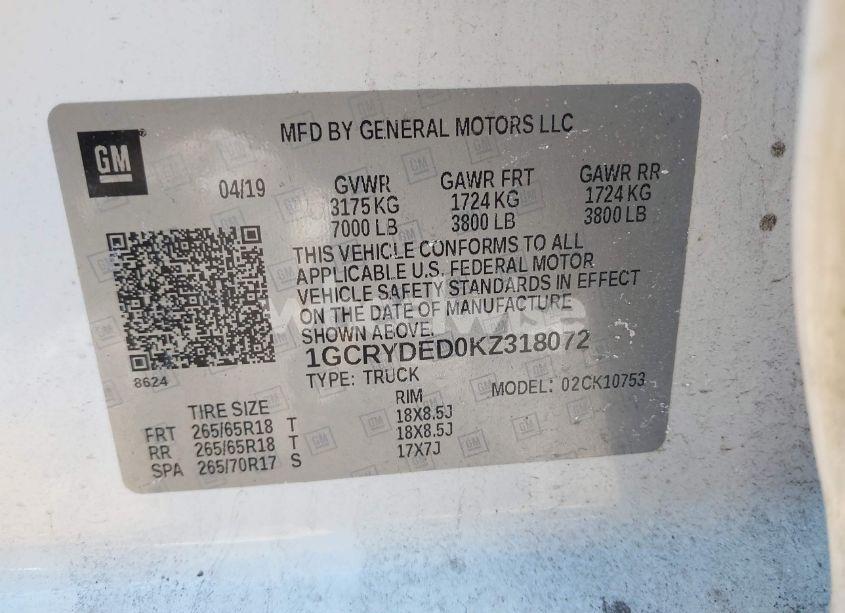 GM
MFD BY GENERAL MOTORS LLC
04/19
GVWR
3175 KG
7000 LB
GAWR FRT
1724 KG
3800 LB
GAWR RR
1724 KG
3800 LB
THIS VEHICLE CONFORMS TO ALL
APPLICABLE U.S. FEDERAL MOTOR
VEHICLE SAFETY STANDARDS IN EFFECT
ON THE DATE OF MANUFACTURE
SHOWN ABOVE.
1GCRYDED0KZ318072
8624
TYPE: TRUCK
MODEL: 02CK10753
TIRE SIZE RIM
FRT 265/65R18 T 18X8.5J
RR 265/65R18 T 18X8.5J
SPA 265/70R17 S 17X7J